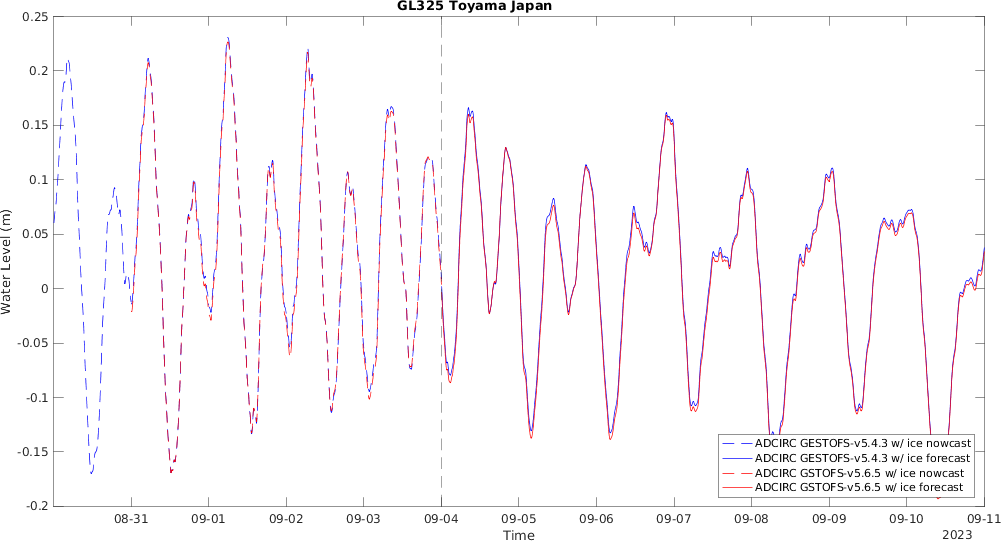 GL325 Toyama Japan
0.25
0.2
0.15
0.1
0.05
0
-0.05
-0.1
-0.15
-0.2
Water Level (m)
ADCIRC GESTOFS-v5.4.3 w/ ice nowcast
ADCIRC GESTOFS-v5.4.3 w/ ice forecast
ADCIRC GSTOFS-v5.6.5 w/ ice nowcast
ADCIRC GSTOFS-v5.6.5 w/ ice forecast
08-31 09-01 09-02 09-03 09-04 09-05 09-06 09-07 09-08 09-09 09-10 09-11
Time
2023